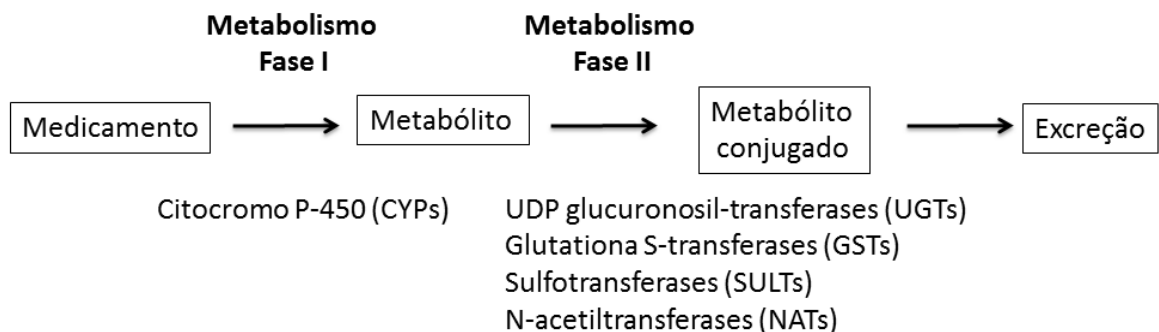 Metabolismo
Fase I
Metabolismo
Fase II
Medicamento
Metabólito
Metabólito
conjugado
Excreção
Citocromo P-450 (CYPs)
UDP glucuronosil-transferases (UGTs)
Glutationa S-transferases (GSTs)
Sulfotransferases (SULTs)
N-acetiltransferases (NATs)